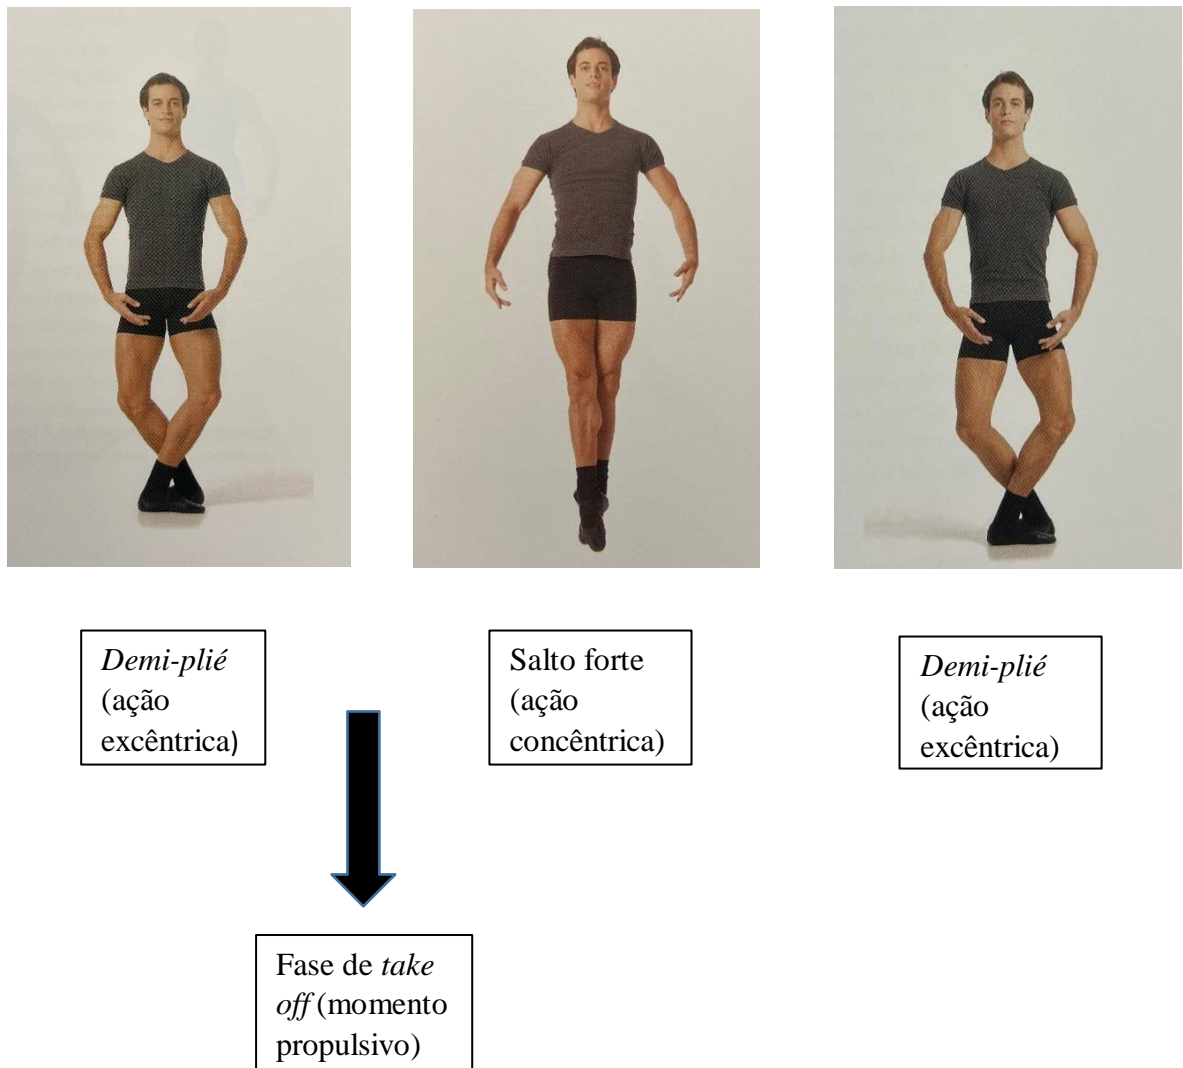 Demi-plié
(ação
excêntrica)
Salto forte
(ação
concêntrica)
Demi-plié
(ação
excêntrica)
Fase de take
off (momento
propulsivo)